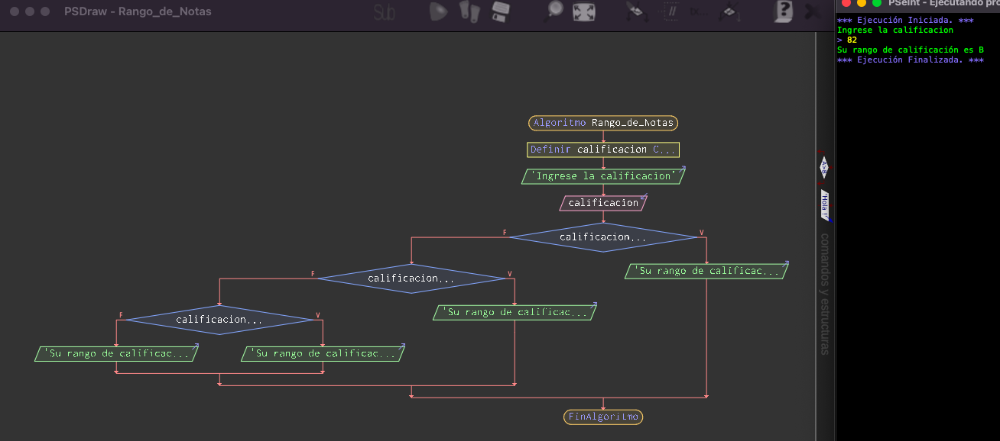 PSDraw - Rango_de_Notas
Sub
PSeInt - Ejecutando pro
*** Ejecución Iniciada. ***
Ingrese la calificacion
> 82
Su rango de calificación es B
*** Ejecución Finalizada. ***
Algoritmo Rango_de_Notas
Definir calificacion C...
'Ingrese la calificacion'
calificacion
F
calificacion...
V
'Su rango de calificac...
F
calificacion...
V
'Su rango de calificac...
F
calificacion...
V
'Su rango de calificac...
'Su rango de calificac...
FinAlgoritmo
'Hola !'
comandos y estructuras